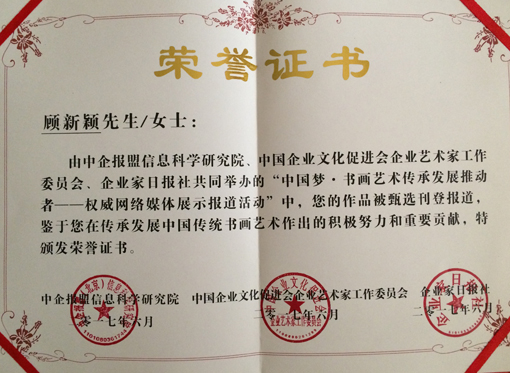 荣誉证书
顾新颖先生/女士：
由中企报盟信息科学研究院、中国企业文化促进会企业艺术家工作
委员会、企业家日报社共同举办的“中国梦·书画艺术传承发展推动
者——权威网络媒体展示报道活动”中，您的作品被甄选刊登报道，
鉴于您在传承发展中国传统书画艺术作出的积极努力和重要贡献，特
颁发荣誉证书。
中企报盟信息科学研究院 中国企业文化促进会企业艺术家工作委员会 企业家日报社
二〇一七年六月 二〇一七年六月 二〇一七年六月